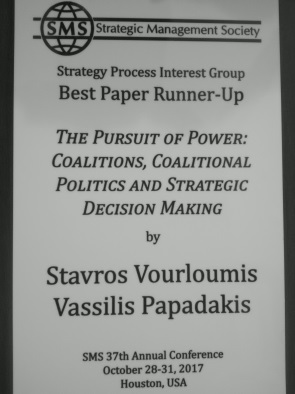 SMS Strategic Management Society
Strategy Process Interest Group
Best Paper Runner-Up
THE PURSUIT OF POWER:
COALITIONS, COALITIONAL
POLITICS AND STRATEGIC
DECISION MAKING
by
Stavros Vourloumis
Vassilis Papadakis
SMS 37th Annual Conference
October 28-31, 2017
Houston, USA